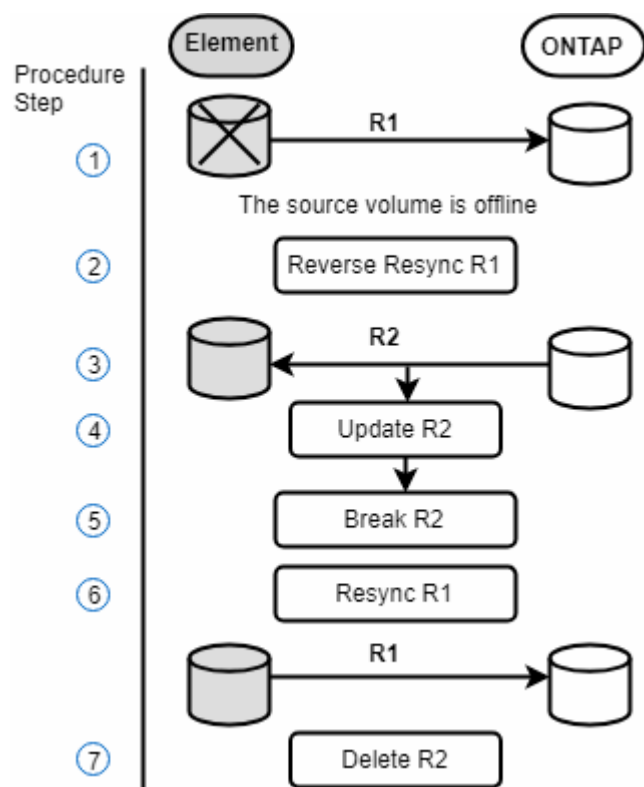 Element
ONTAP
Procedure
Step
R1
1
The source volume is offline
2
Reverse Resync R1
R2
3
4
Update R2
5
Break R2
6
Resync R1
R1
7
Delete R2